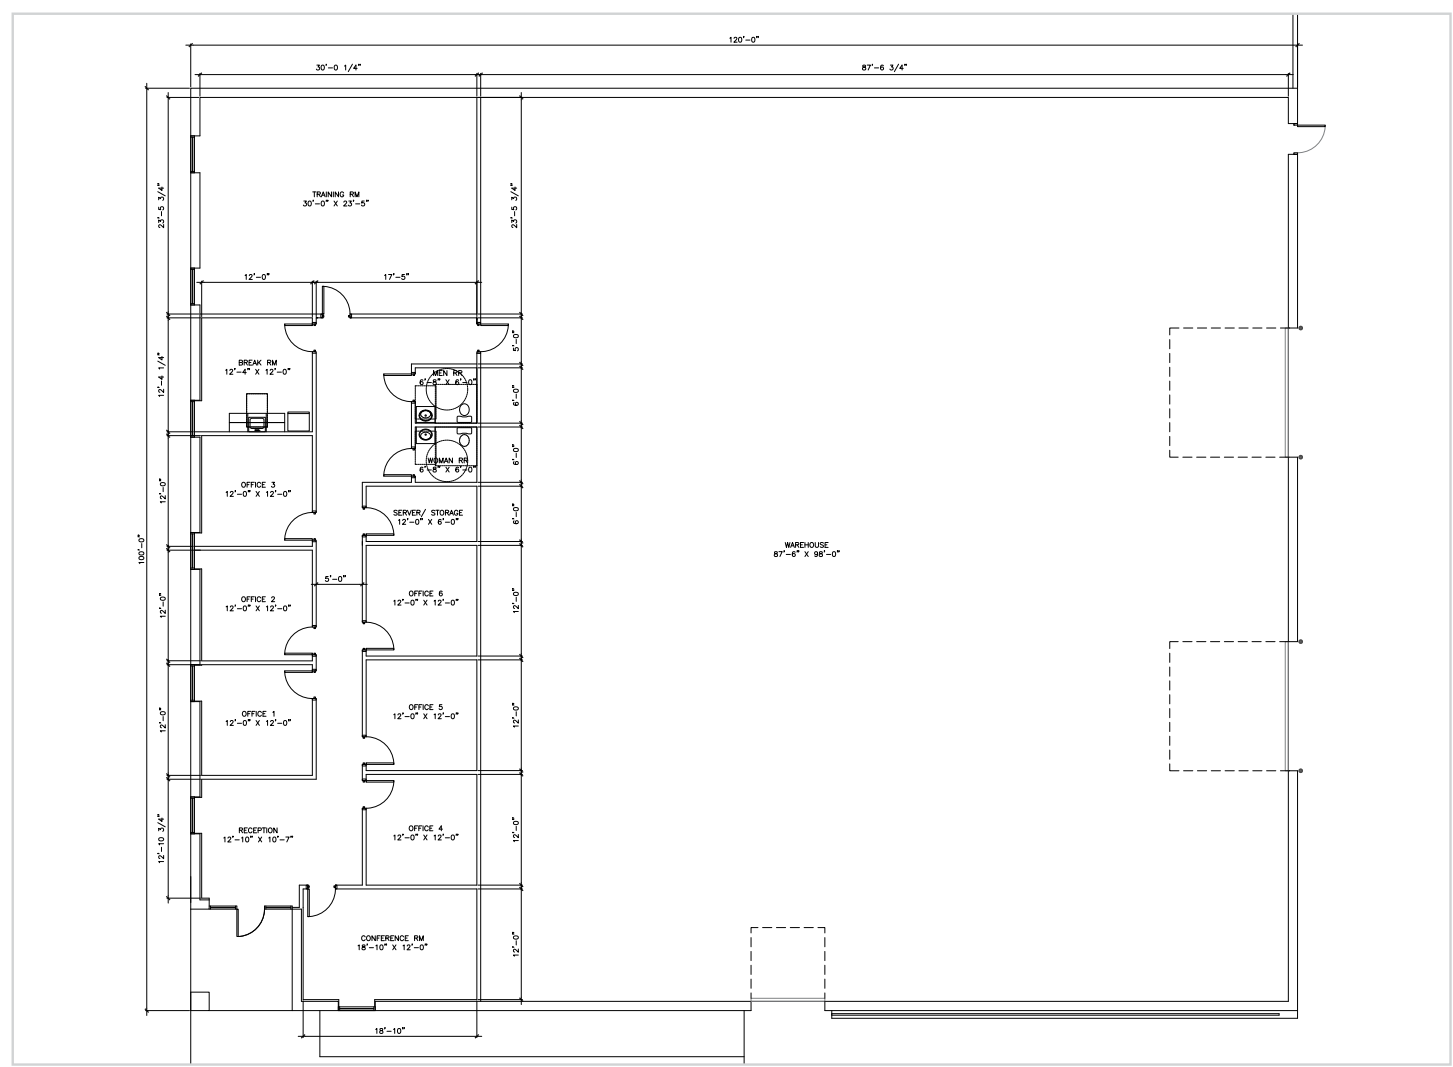 120'-0"
30'-0 1/4"
87'-6 3/4"
23'-5 3/4"
TRAINING RM
30'-0" X 23'-5"
23'-5 3/4"
12'-0"
17'-5"
12'-4 1/4"
BREAK RM
12'-4" X 12'-0"
5'-0"
MEN RR
6'-8" X 6'-0"
6'-0"
WOMAN RR
6'-8" X 6'-0"
6'-0"
12'-0"
OFFICE 3
12'-0" X 12'-0"
SERVER/ STORAGE
12'-0" X 6'-0"
6'-0"
100'-0"
WAREHOUSE
87'-6" X 98'-0"
5'-0"
12'-0"
OFFICE 2
12'-0" X 12'-0"
OFFICE 6
12'-0" X 12'-0"
12'-0"
12'-0"
OFFICE 1
12'-0" X 12'-0"
OFFICE 5
12'-0" X 12'-0"
12'-0"
12'-10 3/4"
RECEPTION
12'-10" X 10'-7"
OFFICE 4
12'-0" X 12'-0"
12'-0"
CONFERENCE RM
18'-10" X 12'-0"
12'-0"
18'-10"